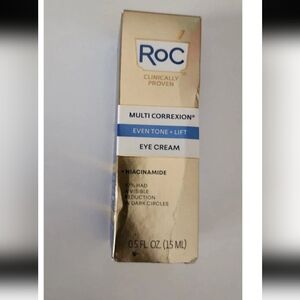 RoC
CLINICALLY
PROVEN
MULTI CORREXION®
EVEN TONE + LIFT
EYE CREAM
NIACINAMIDE
HAD
VISIBLE
REDUCTION
DARK CIRCLES
0.5 FL. OZ. (15 ML)